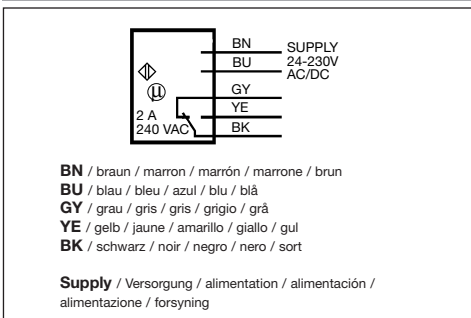 BN
SUPPLY
BU
24-230V
AC/DC
GY
µ
YE
2 A
240 VAC
BK
BN / braun / marron / marrón / marrone / brun
BU / blau / bleu / azul / blu / blå
GY / grau / gris / gris / grigio / grå
YE / gelb / jaune / amarillo / giallo / gul
BK / schwarz / noir / negro / nero / sort
Supply / Versorgung / alimentation / alimentación /
alimentazione / forsyning